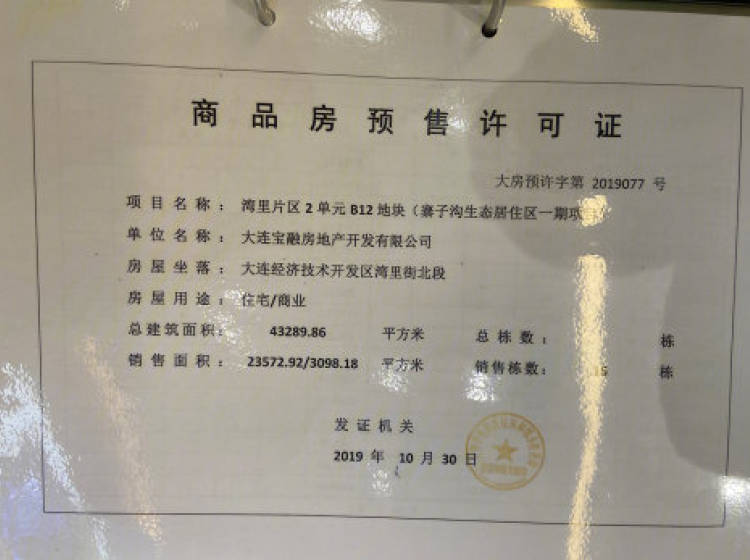 商品房预售许可证
大房预许字第 2019077 号
项目名称：湾里片区 2 单元 B12 地块（寨子沟生态居住区一期项
单位名称：大连宝融房地产开发有限公司
房屋坐落：大连经济技术开发区湾里街北段
房屋用途：住宅/商业
总建筑面积： 43289.86 平方米 总栋数： 栋
销售面积：23572.92/3098.18 平方米 销售栋数： 栋
发证机关
2019 年 10 月 30 日